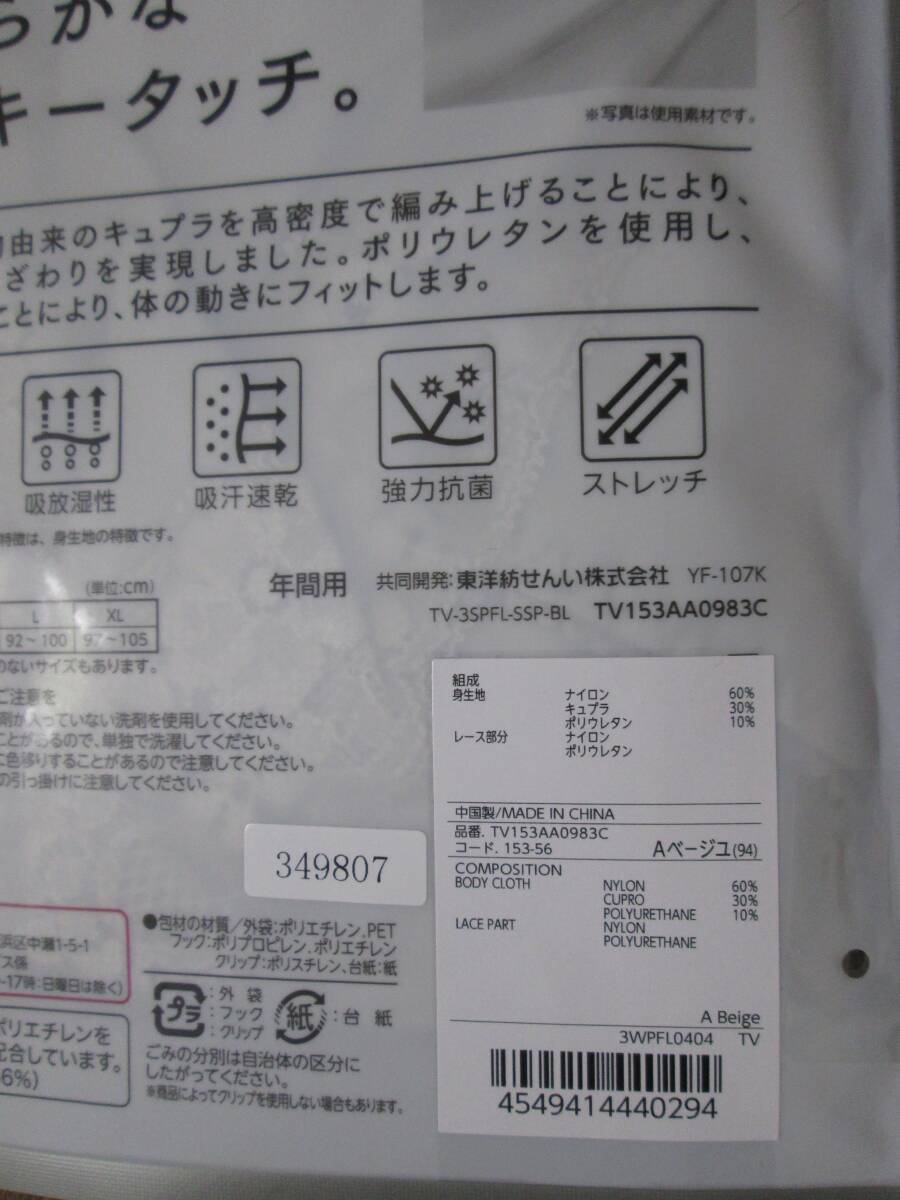 らかな
キータッチ。
※写真は使用素材です。
由来のキュプラを高密度で編み上げることにより、
ざわりを実現しました。ポリウレタンを使用し、
ことにより、体の動きにフィットします。
吸放湿性
吸汗速乾
強力抗菌
ストレッチ
特徴は、身生地の特徴です。
年間用
共同開発:東洋紡せんい株式会社 YF-107K
TV-3SPFL-SSP-BL TV153AA0983C
(単位:cm)
L XL
92～100 97～105
のないサイズもあります。
ご注意を
剤が入っていない洗剤を使用してください。
ことがあるので、単独で洗濯してください。
に色移りすることがあるので注意してください。
の引っ掛けに注意してください。
組成
身生地 ナイロン 60%
キュプラ 30%
ポリウレタン 10%
レース部分 ナイロン
ポリウレタン
中国製/MADE IN CHINA
品番. TV153AA0983C
コード. 153-56 Aベージユ(94)
COMPOSITION
BODY CLOTH NYLON 60%
CUPRO 30%
POLYURETHANE 10%
LACE PART NYLON
POLYURETHANE
A Beige
3WPFL0404 TV
4549414440294
349807
浜区中瀬1-5-1
ス係
～17時:日曜日は除く)
ポリエチレンを
配合しています。
6%)
●包材の材質／外袋:ポリエチレン、PET
フック:ポリプロピレン、ポリエチレン
クリップ:ポリスチレン、台紙:紙
プラ :外袋
:フック
:クリップ
紙 :台紙
ごみの分別は自治体の区分に
したがってください。
※商品によってクリップを使用しない場合もあります。